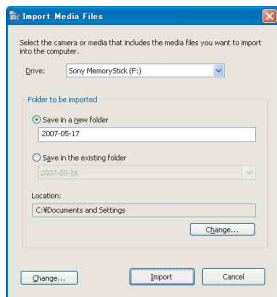 Import Media Files
Select the camera or media that includes the media files you want to import
into the computer.
Drive: Sony MemoryStick (F:)
Folder to be imported
Save in a new folder
2007-05-17
Save in the existing folder
2007-05-16
Location:
C:¥Documents and Settings
Change...
Change... Import Cancel